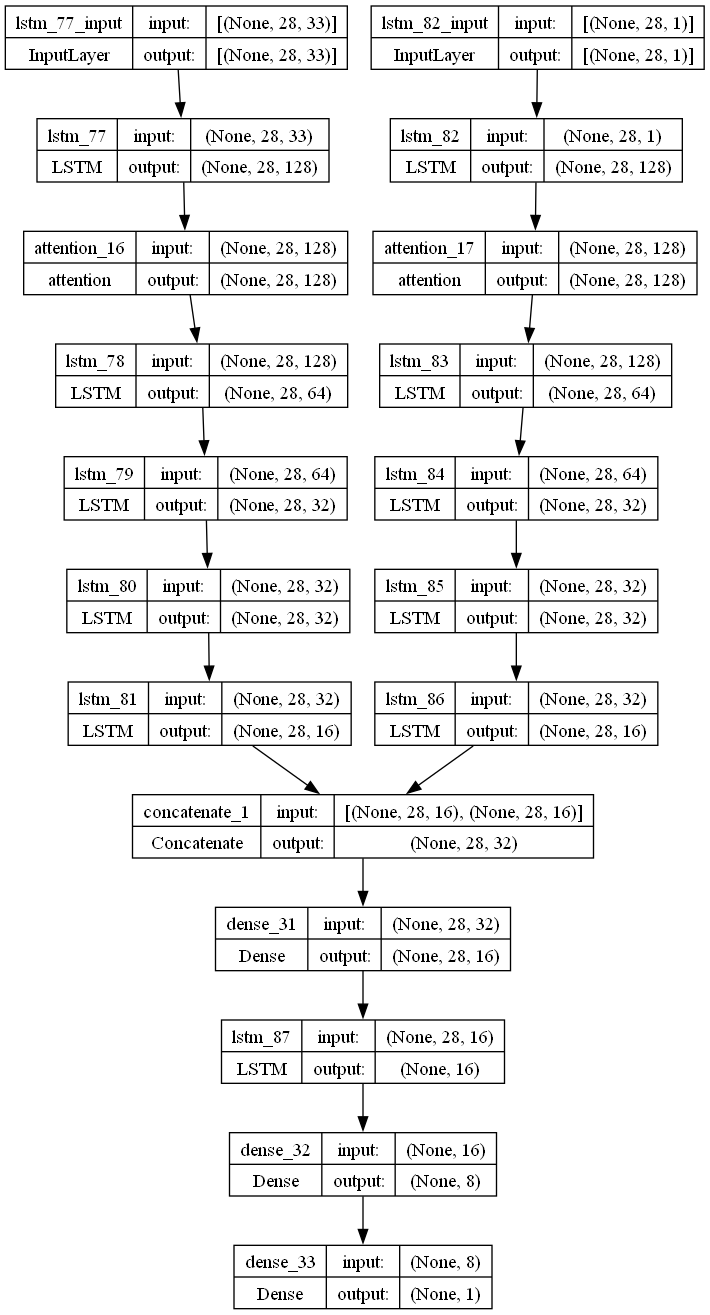 lstm_77_input input: [(None, 28, 33)]
InputLayer output: [(None, 28, 33)]
lstm_82_input input: [(None, 28, 1)]
InputLayer output: [(None, 28, 1)]
lstm_77 input: (None, 28, 33)
LSTM output: (None, 28, 128)
lstm_82 input: (None, 28, 1)
LSTM output: (None, 28, 128)
attention_16 input: (None, 28, 128)
attention output: (None, 28, 128)
attention_17 input: (None, 28, 128)
attention output: (None, 28, 128)
lstm_78 input: (None, 28, 128)
LSTM output: (None, 28, 64)
lstm_83 input: (None, 28, 128)
LSTM output: (None, 28, 64)
lstm_79 input: (None, 28, 64)
LSTM output: (None, 28, 32)
lstm_84 input: (None, 28, 64)
LSTM output: (None, 28, 32)
lstm_80 input: (None, 28, 32)
LSTM output: (None, 28, 32)
lstm_85 input: (None, 28, 32)
LSTM output: (None, 28, 32)
lstm_81 input: (None, 28, 32)
LSTM output: (None, 28, 16)
lstm_86 input: (None, 28, 32)
LSTM output: (None, 28, 16)
concatenate_1 input: [(None, 28, 16), (None, 28, 16)]
Concatenate output: (None, 28, 32)
dense_31 input: (None, 28, 32)
Dense output: (None, 28, 16)
lstm_87 input: (None, 28, 16)
LSTM output: (None, 16)
dense_32 input: (None, 16)
Dense output: (None, 8)
dense_33 input: (None, 8)
Dense output: (None, 1)